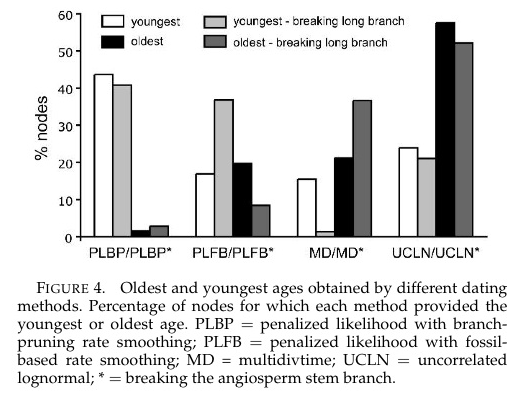 60
50
40
30
20
10
0
% nodes
youngest
youngest - breaking long branch
oldest
oldest - breaking long branch
PLBP/PLBP* PLFB/PLFB* MD/MD* UCLN/UCLN*
FIGURE 4. Oldest and youngest ages obtained by different dating
methods. Percentage of nodes for which each method provided the
youngest or oldest age. PLBP = penalized likelihood with branch-
pruning rate smoothing; PLFB = penalized likelihood with fossil-
based rate smoothing; MD = multidivtime; UCLN = uncorrelated
lognormal; * = breaking the angiosperm stem branch.